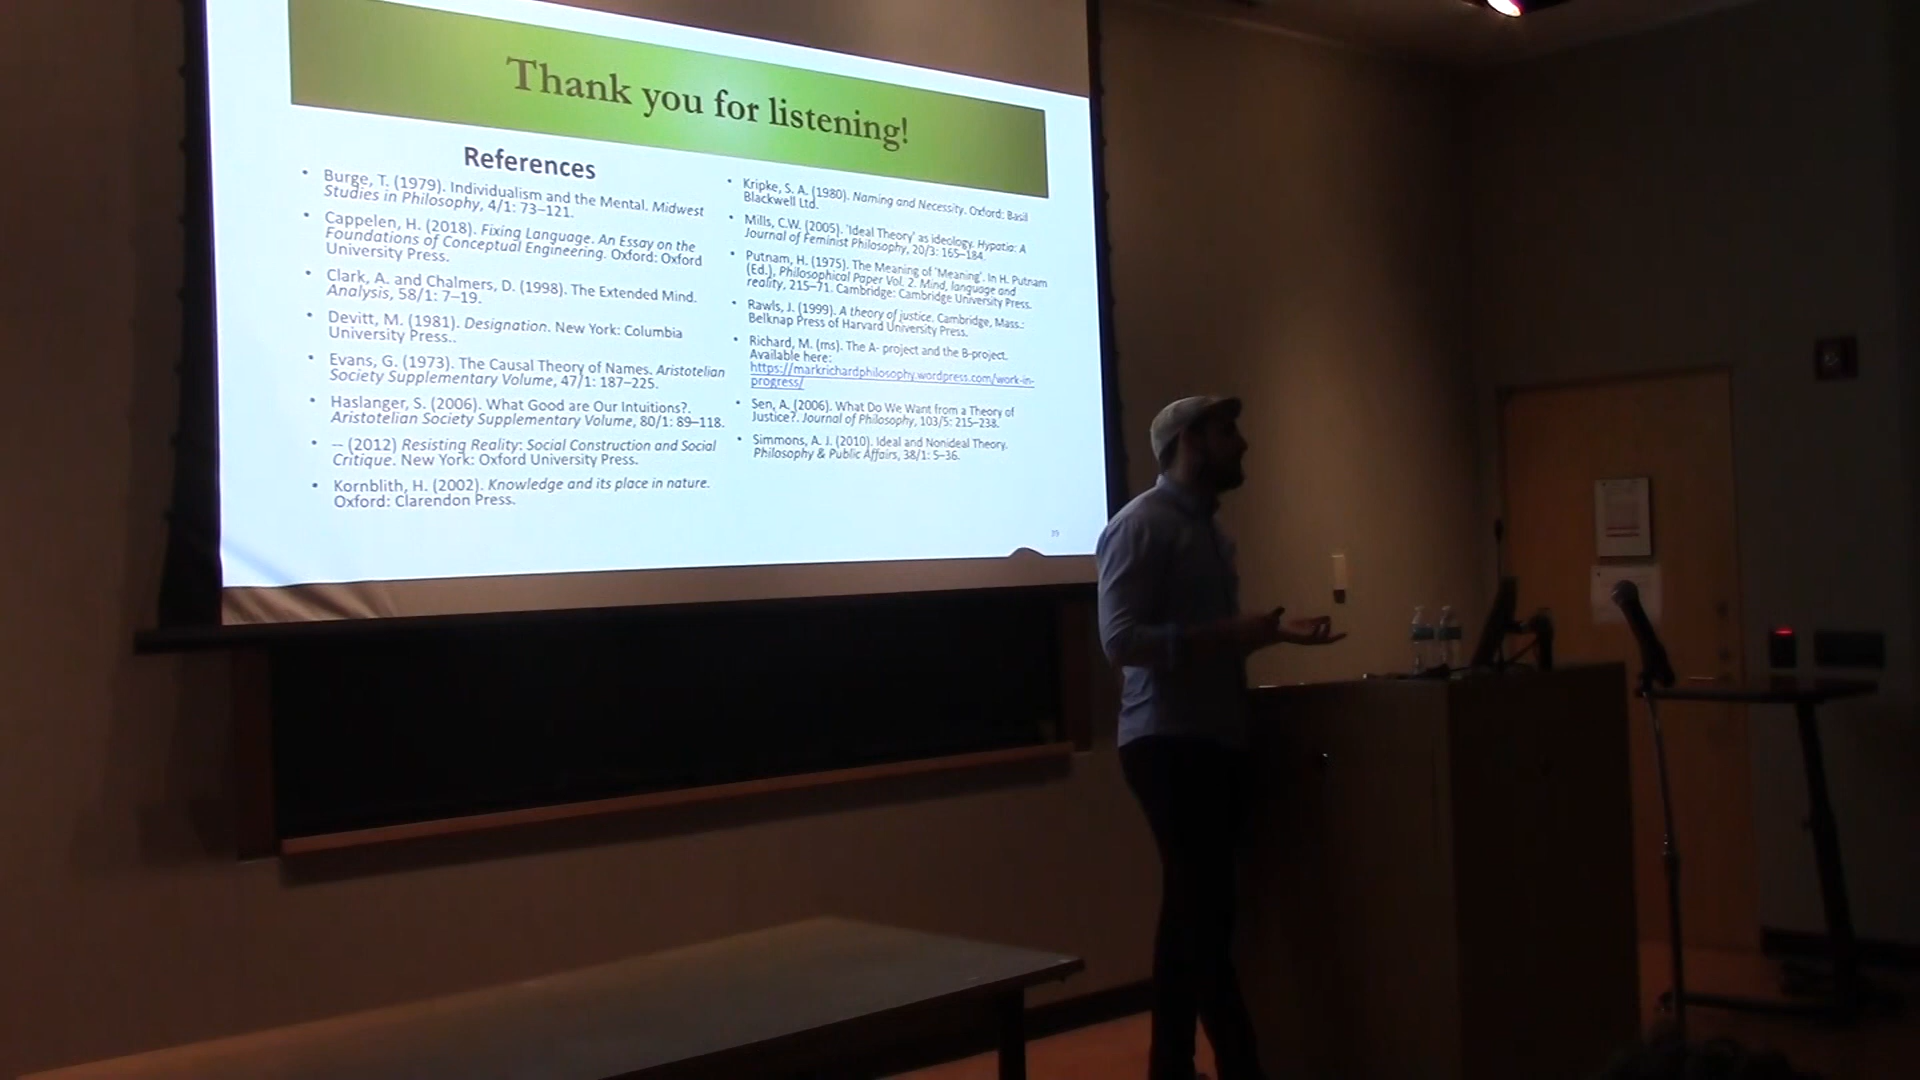 Thank you for listening!
References
• Burge, T. (1979). Individualism and the Mental. Midwest
Studies in Philosophy, 4/1: 73–121.
• Cappelen, H. (2018). Fixing Language. An Essay on the
Foundations of Conceptual Engineering. Oxford: Oxford
University Press.
• Clark, A. and Chalmers, D. (1998). The Extended Mind.
Analysis, 58/1: 7–19.
• Devitt, M. (1981). Designation. New York: Columbia
University Press..
• Evans, G. (1973). The Causal Theory of Names. Aristotelian
Society Supplementary Volume, 47/1: 187–225.
• Haslanger, S. (2006). What Good are Our Intuitions?.
Aristotelian Society Supplementary Volume, 80/1: 89–118.
• -- (2012) Resisting Reality: Social Construction and Social
Critique. New York: Oxford University Press.
• Kornblith, H. (2002). Knowledge and its place in nature.
Oxford: Clarendon Press.
• Kripke, S. A. (1980). Naming and Necessity. Oxford: Basil
Blackwell Ltd.
• Mills, C.W. (2005). 'Ideal Theory' as ideology. Hypatia: A
Journal of Feminist Philosophy, 20/3: 165–184.
• Putnam, H. (1975). The Meaning of 'Meaning'. In H. Putnam
(Ed.), Philosophical Paper Vol. 2. Mind, language and
reality, 215–71. Cambridge: Cambridge University Press.
• Rawls, J. (1999). A theory of justice. Cambridge, Mass.:
Belknap Press of Harvard University Press.
• Richard, M. (ms). The A- project and the B-project.
Available here:
https://markrichardphilosophy.wordpress.com/work-in-
progress/
• Sen, A. (2006). What Do We Want from a Theory of
Justice?. Journal of Philosophy, 103/5: 215–238.
• Simmons, A. J. (2010). Ideal and Nonideal Theory.
Philosophy & Public Affairs, 38/1: 5–36.